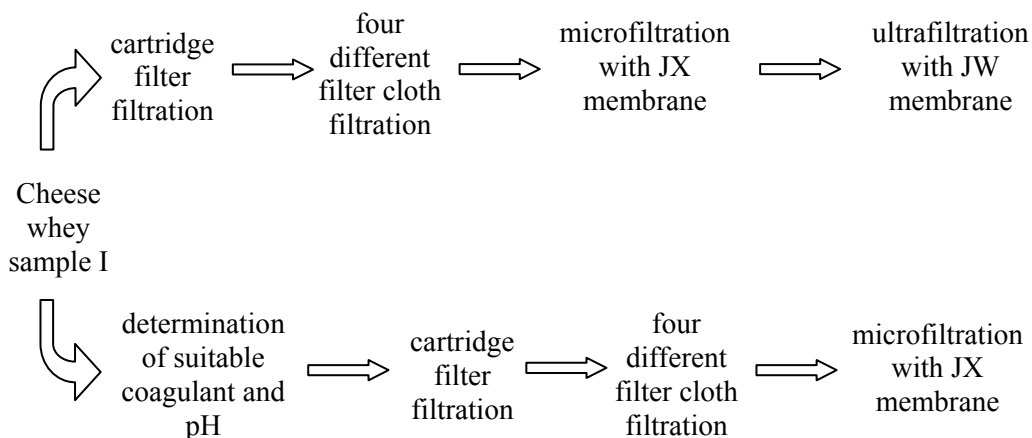 cartridge
filter
filtration
four
different
filter cloth
filtration
microfiltration
with JX
membrane
ultrafiltration
with JW
membrane
Cheese
whey
sample I
determination
of suitable
coagulant and
pH
cartridge
filter
filtration
four
different
filter cloth
filtration
microfiltration
with JX
membrane